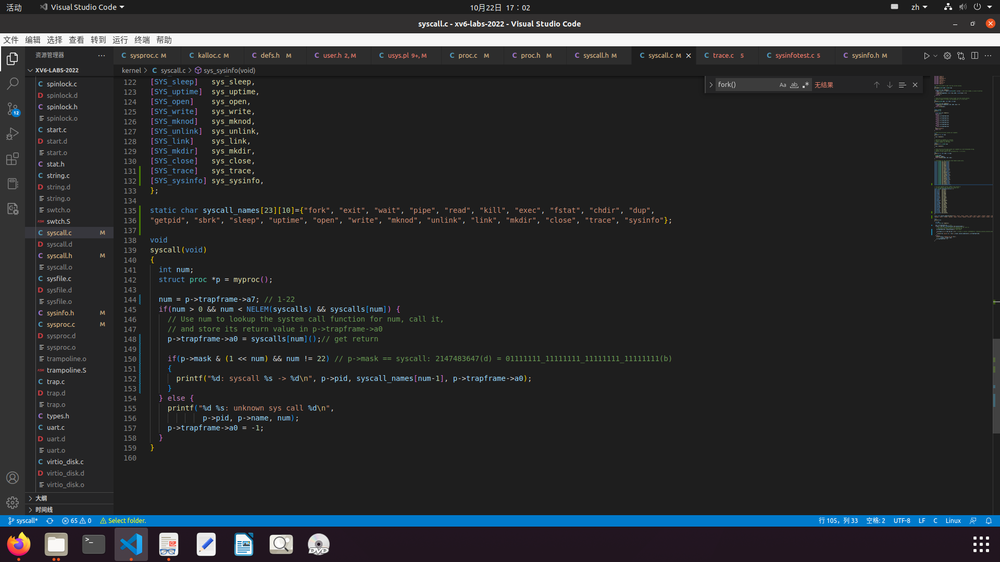 活动
Visual Studio Code
10月22日 17：02
zh
syscall.c - xv6-labs-2022 - Visual Studio Code
文件 编辑 选择 查看 转到 运行 终端 帮助
资源管理器
C sysproc.c M
C kalloc.c M
C defs.h M
C user.h 2, M
C usys.pl 9+, M
C proc.c M
C proc.h M
C syscall.h M
C syscall.c M
C trace.c 5
C sysinfotest.c 5
C sysinfo.h M
XV6-LABS-2022
kernel > C syscall.c > sys_sysinfo(void)
fork()
Aa ab, .*
无结果
C spinlock.c
D spinlock.d
C spinlock.h
spinlock.o
C start.c
D start.d
start.o
C stat.h
C string.c
D string.d
string.o
swtch.o
ASM swtch.S
C syscall.c M
D syscall.d
C syscall.h M
syscall.o
C sysfile.c
D sysfile.d
sysfile.o
C sysinfo.h M
C sysproc.c M
D sysproc.d
sysproc.o
trampoline.o
ASM trampoline.S
C trap.c
D trap.d
trap.o
C types.h
C uart.c
D uart.d
uart.o
C virtio_disk.c
D virtio_disk.d
virtio_disk.o
大纲
时间线
12
122 [SYS_sleep]   sys_sleep,
123 [SYS_uptime]  sys_uptime,
124 [SYS_open]    sys_open,
125 [SYS_write]   sys_write,
126 [SYS_mknod]   sys_mknod,
127 [SYS_unlink]  sys_unlink,
128 [SYS_link]    sys_link,
129 [SYS_mkdir]   sys_mkdir,
130 [SYS_close]   sys_close,
131 [SYS_trace]   sys_trace,
132 [SYS_sysinfo] sys_sysinfo,
133 };
134
135 static char syscall_names[23][10]={"fork", "exit", "wait", "pipe", "read", "kill", "exec", "fstat", "chdir", "dup",
136 "getpid", "sbrk", "sleep", "uptime", "open", "write", "mknod", "unlink", "link", "mkdir", "close", "trace", "sysinfo"};
137
138 void
139 syscall(void)
140 {
141   int num;
142   struct proc *p = myproc();
143
144   num = p->trapframe->a7; // 1-22
145   if(num > 0 && num < NELEM(syscalls) && syscalls[num]) {
146     // Use num to lookup the system call function for num, call it,
147     // and store its return value in p->trapframe->a0
148     p->trapframe->a0 = syscalls[num]();// get return
149
150     if(p->mask & (1 << num) && num != 22) // p->mask == syscall: 2147483647(d) = 01111111_11111111_11111111_11111111(b)
151     {
152       printf("%d: syscall %s -> %d\n", p->pid, syscall_names[num-1], p->trapframe->a0);
153     }
154   } else {
155     printf("%d %s: unknown sys call %d\n",
156             p->pid, p->name, num);
157     p->trapframe->a0 = -1;
158   }
159 }
160
syscall*
65
0
Select folder.
行 105，列 33
空格: 2
UTF-8
LF
C
Linux
>_
DVD